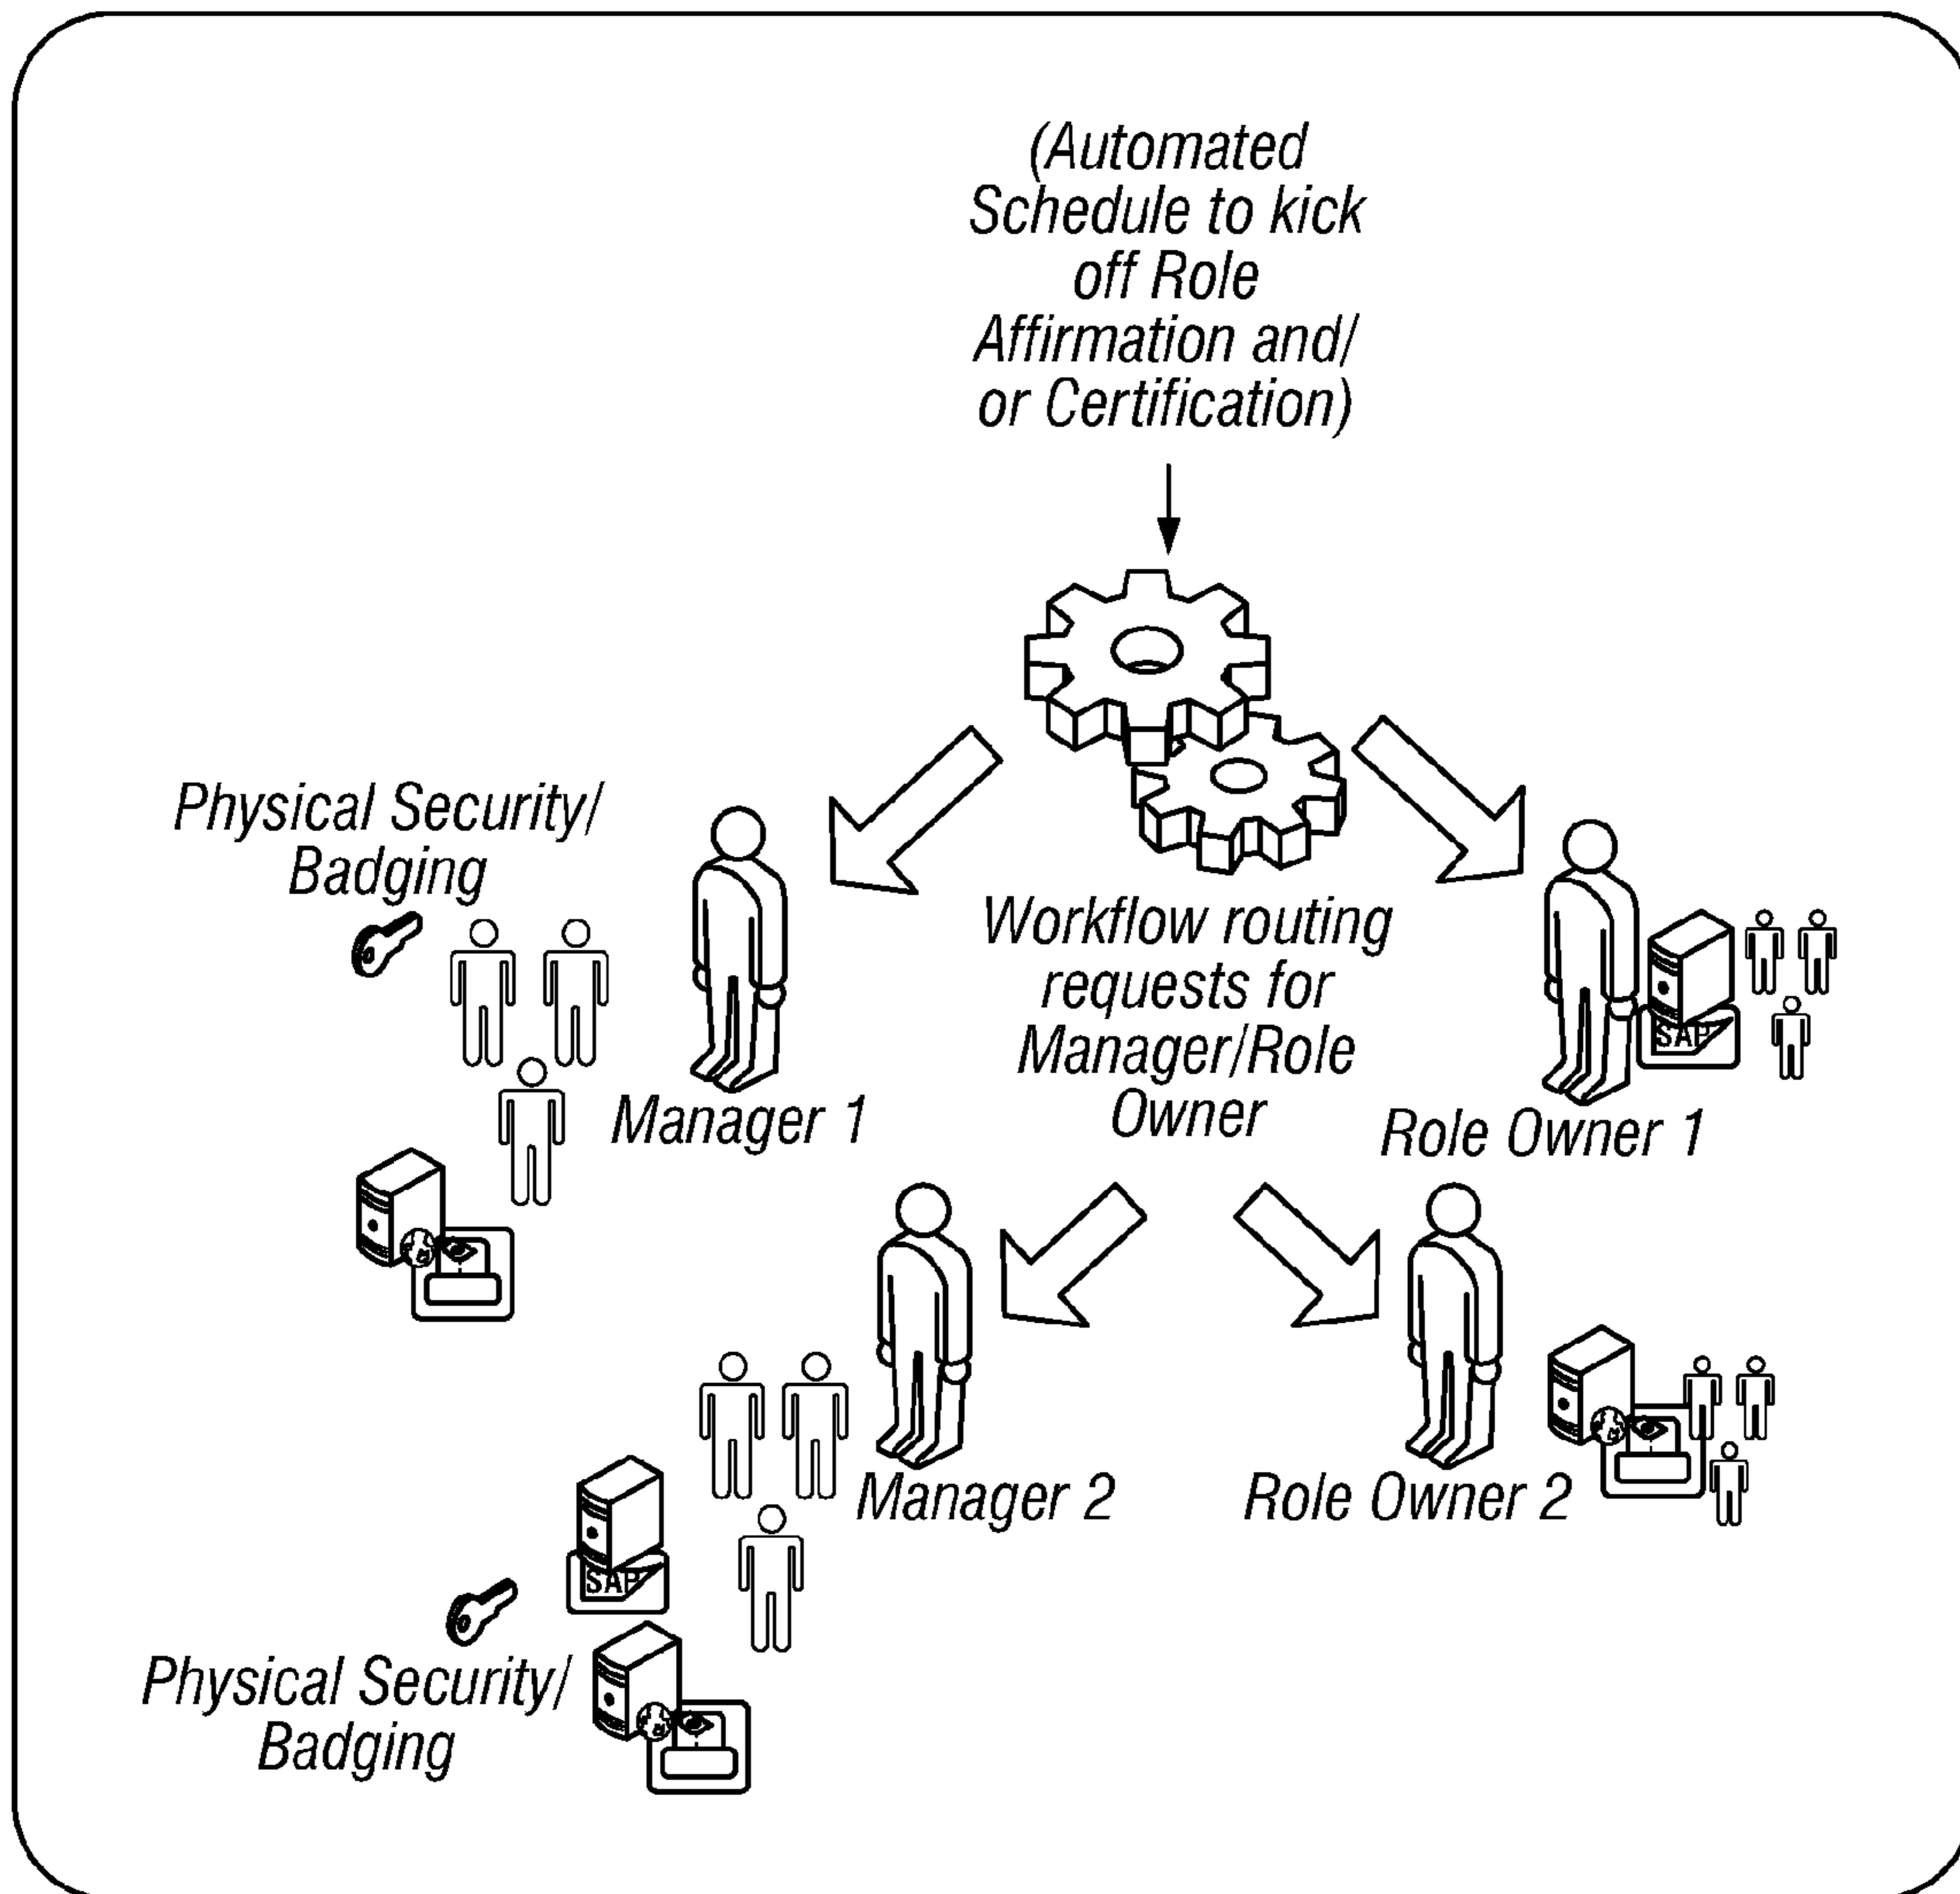 (Automated
Schedule to kick
off Role
Affirmation and/
or Certification)
Physical Security/
Badging
Workflow routing
requests for
Manager/Role
Owner
SAP
Manager 1
Role Owner 1
Manager 2
Role Owner 2
SAP
Physical Security/
Badging